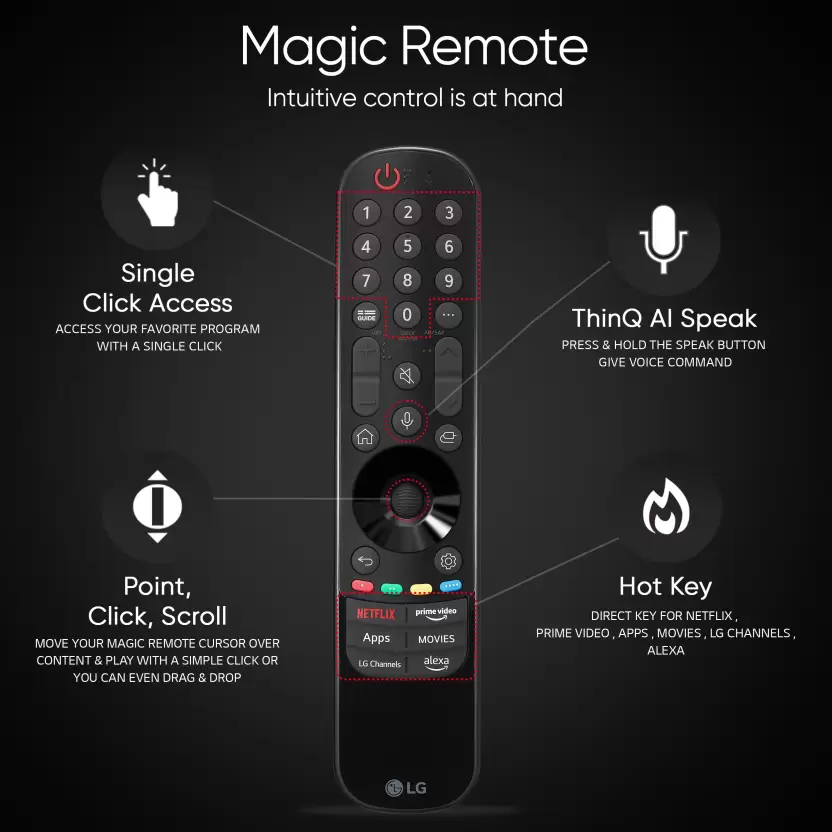 Magic Remote
Intuitive control is at hand
Single
Click Access
ACCESS YOUR FAVORITE PROGRAM
WITH A SINGLE CLICK
ThinQ AI Speak
PRESS & HOLD THE SPEAK BUTTON
GIVE VOICE COMMAND
Point,
Click, Scroll
MOVE YOUR MAGIC REMOTE CURSOR OVER
CONTENT & PLAY WITH A SIMPLE CLICK OR
YOU CAN EVEN DRAG & DROP
Hot Key
DIRECT KEY FOR NETFLIX ,
PRIME VIDEO , APPS , MOVIES , LG CHANNELS ,
ALEXA
1 2 3
4 5 6
7 8 9
GUIDE 0 ...
NETFLIX prime video
Apps MOVIES
LG Channels alexa
LG